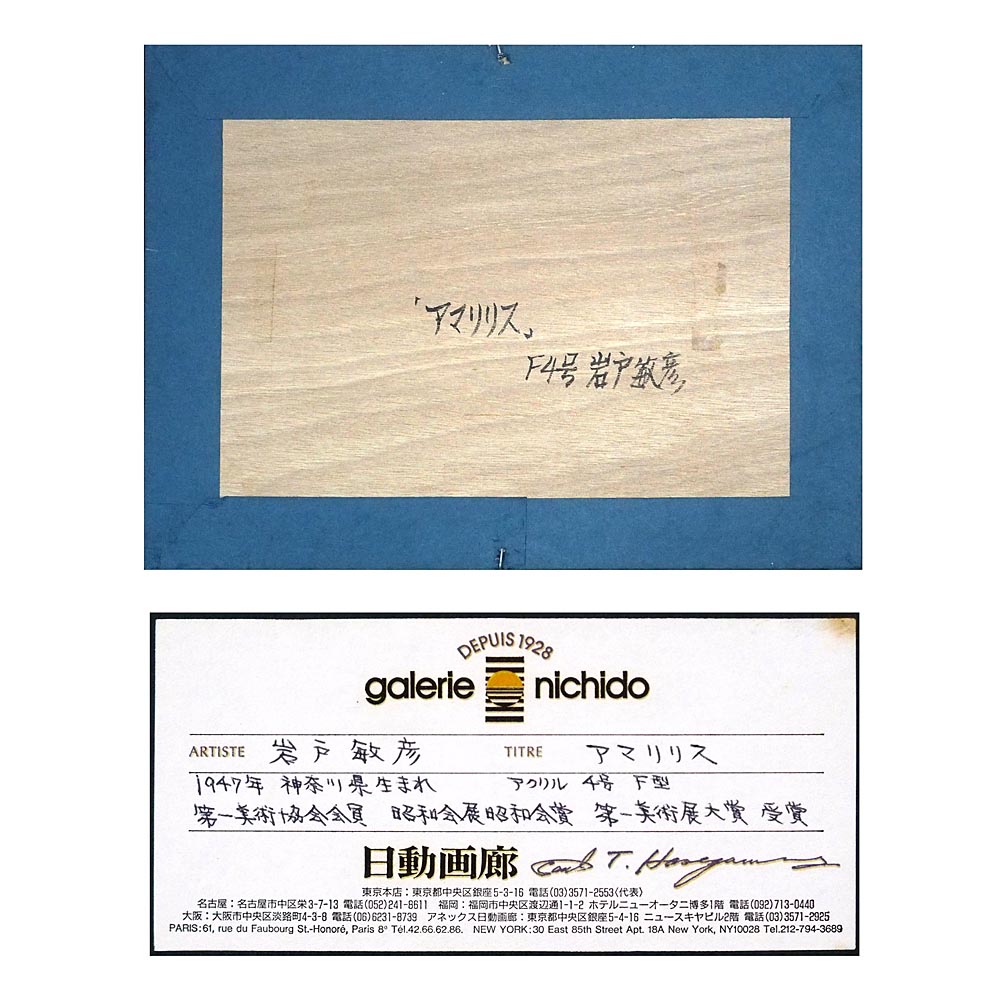 「アマリリス」
F4号 岩戸敏彦
DEPUIS 1928
galerie nichido
ARTISTE 岩戸敏彦 TITRE アマリリス
1947年 神奈川県生まれ アクリル 4号 F型
第一美術協会会員 昭和会展昭和会賞 第一美術展大賞 受賞
日動画廊 Carlo T. Hasegawa
東京本店:東京都中央区銀座5-3-16 電話(03)3571-2553〈代表〉
名古屋:名古屋市中区栄3-7-13 電話(052)241-8611 福岡:福岡市中央区渡辺通1-1-2 ホテルニューオータニ博多1階 電話(092)713-0440
大阪:大阪市中央区淡路町4-3-8 電話(06)6231-8739 アネックス日動画廊:東京都中央区銀座5-4-16 ニュースキヤビル2階 電話(03)3571-2925
PARIS:61, rue du Faubourg St.-Honoré, Paris 8e Tél.42.66.62.86. NEW YORK:30 East 85th Street Apt. 18A New York, NY10028 Tel.212-794-3689